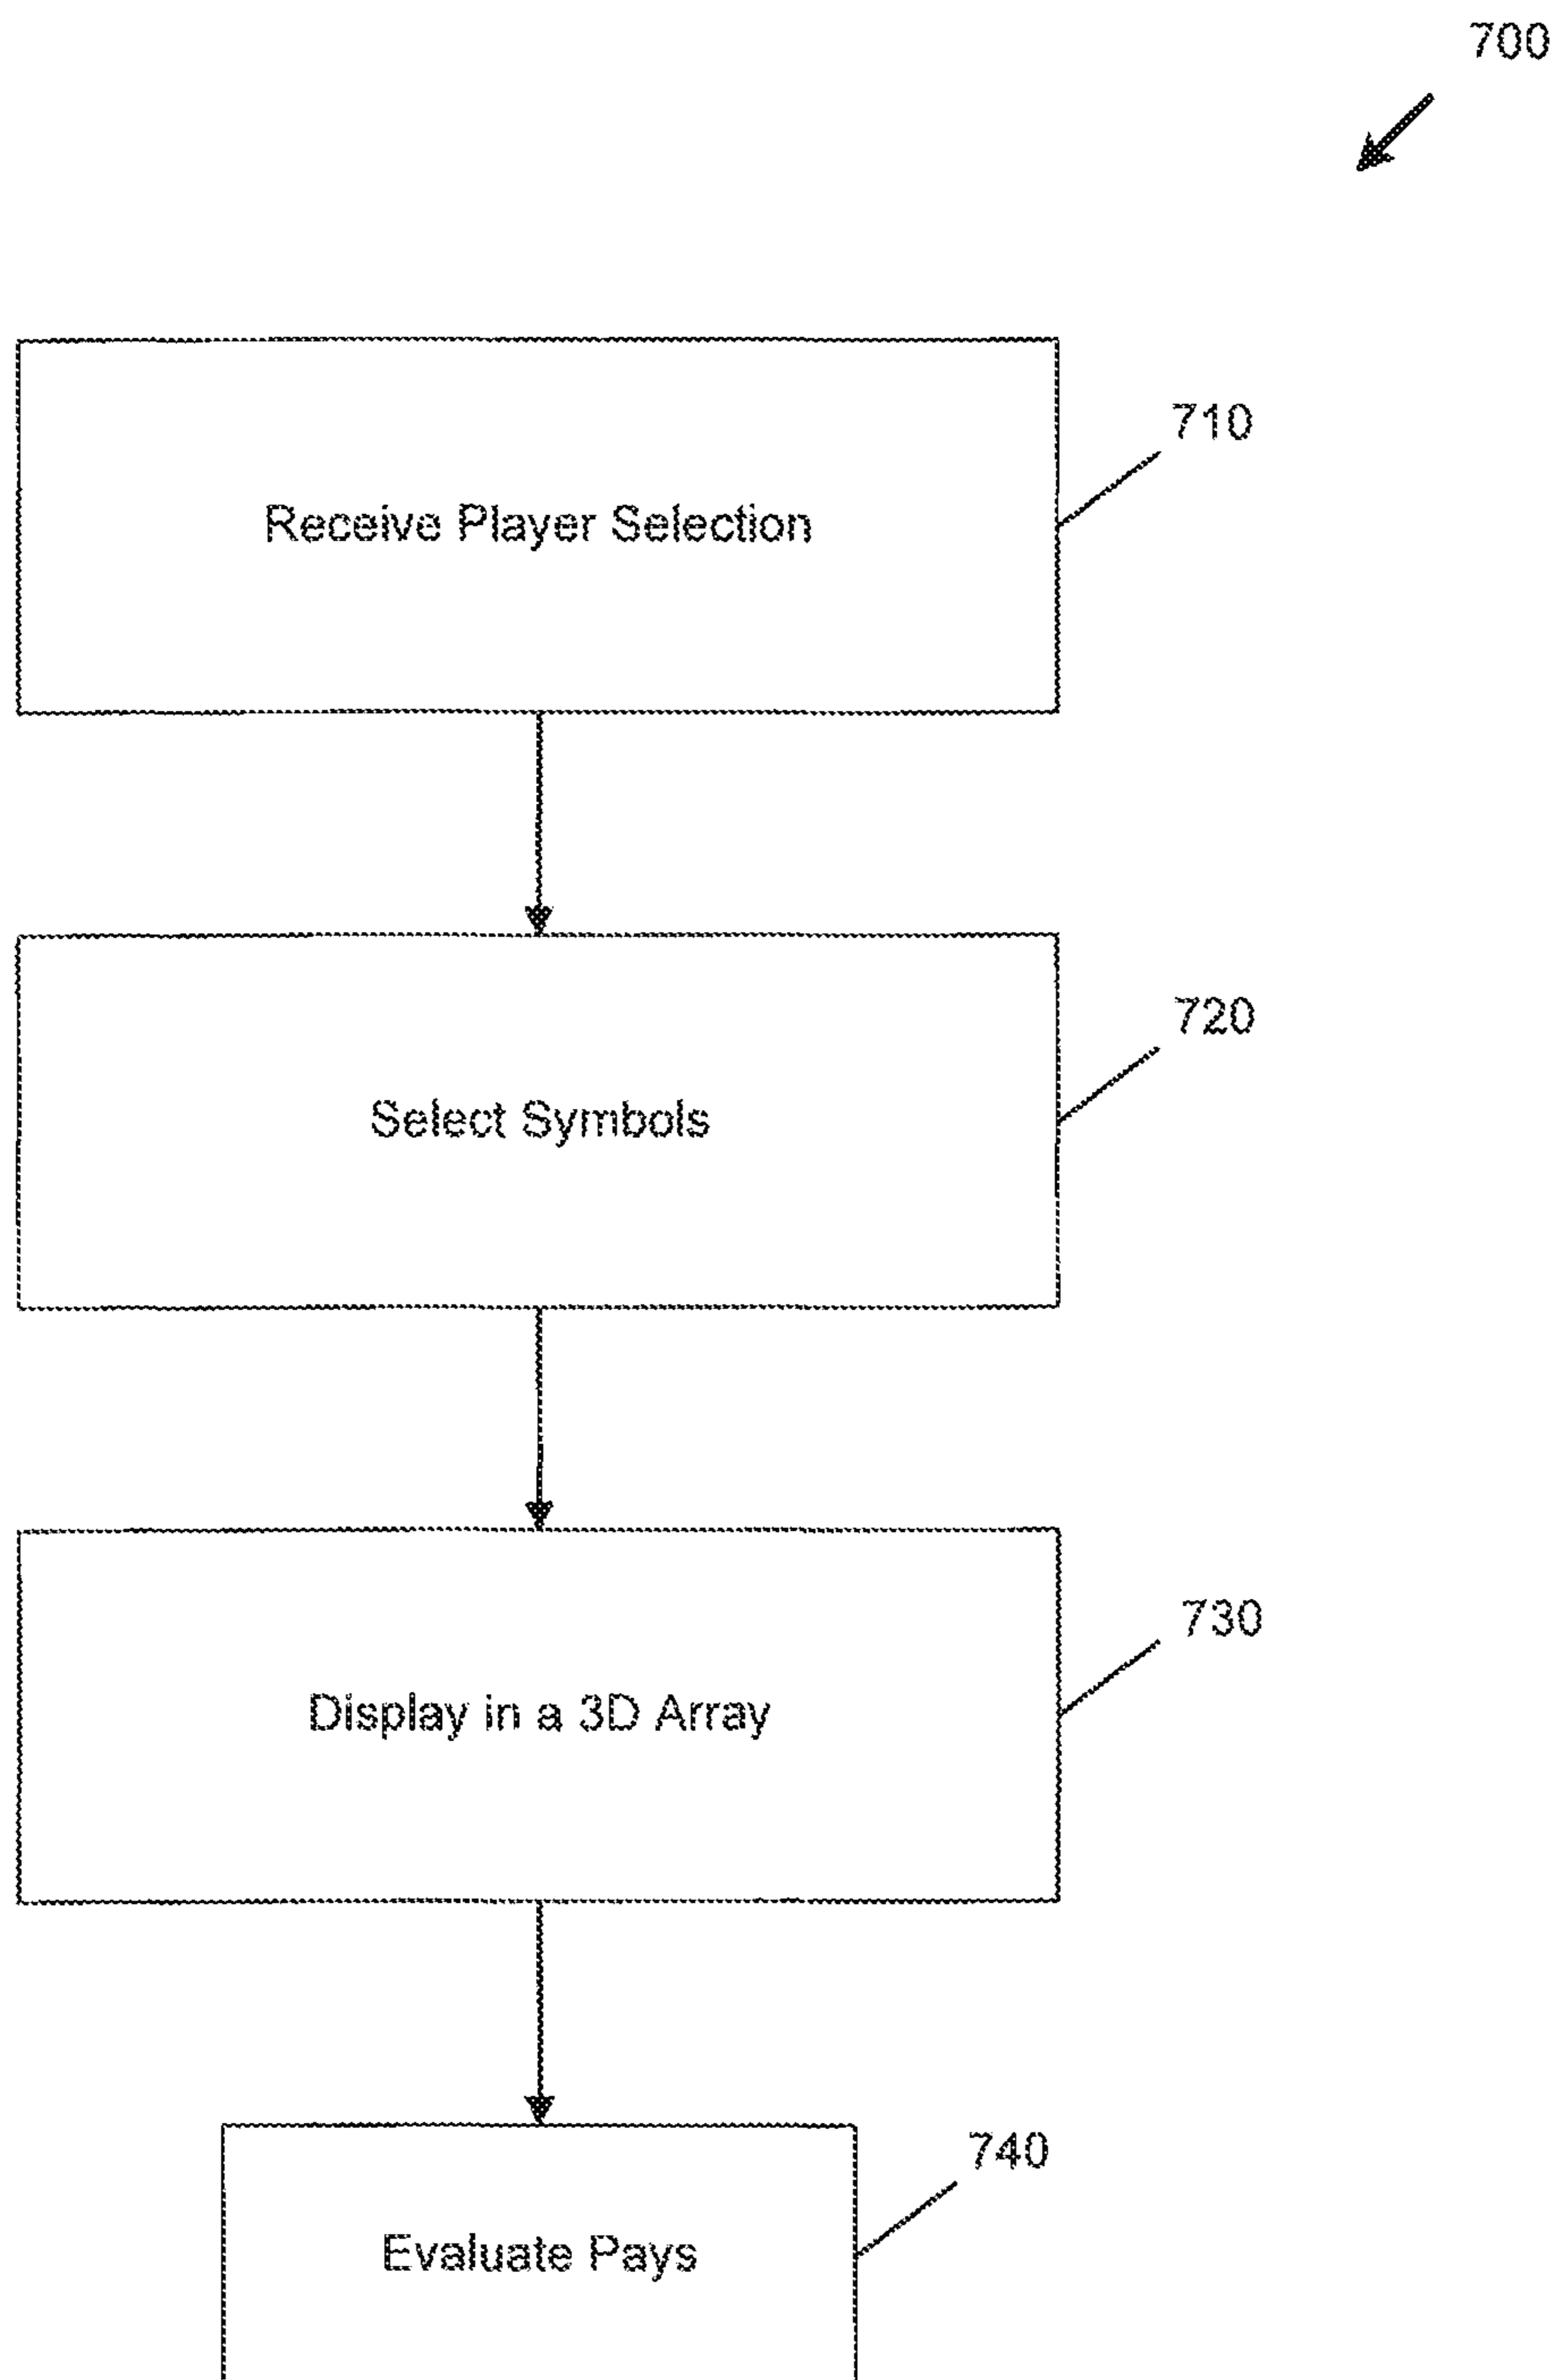 700
710
Receive Player Selection
720
Select Symbols
730
Display in a 3D Array
740
Evaluate Pays